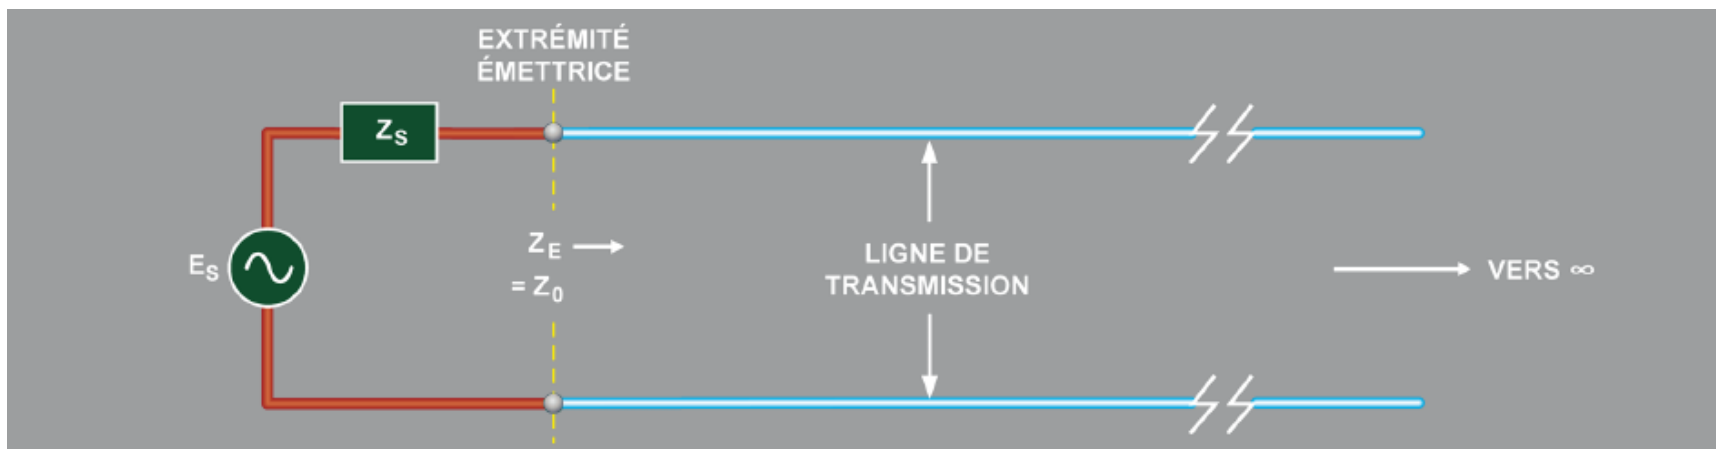 EXTRÉMITÉ
ÉMETTRICE
ZS
ES
ZE
= Z0
LIGNE DE
TRANSMISSION
VERS ∞